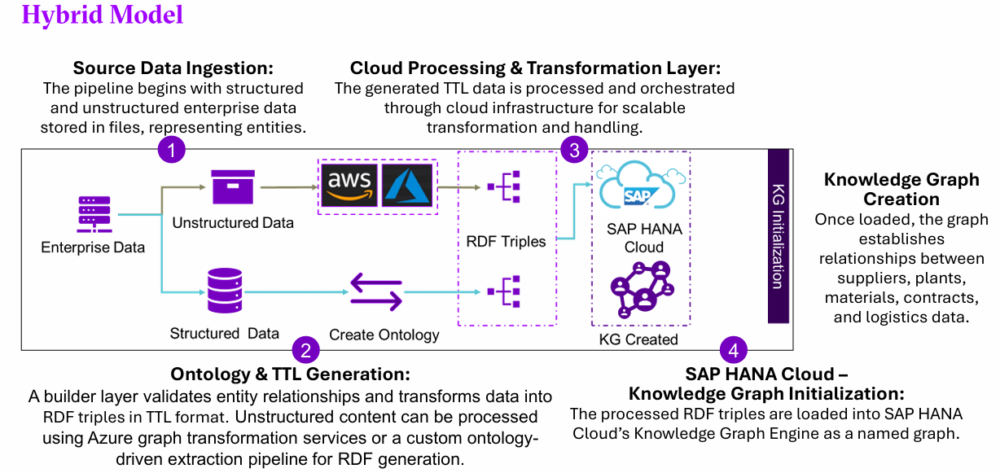 Hybrid Model
Source Data Ingestion:
The pipeline begins with structured
and unstructured enterprise data
stored in files, representing entities.
Cloud Processing & Transformation Layer:
The generated TTL data is processed and orchestrated
through cloud infrastructure for scalable
transformation and handling.
1
3
aws
SAP
Unstructured Data
Enterprise Data
RDF Triples
SAP HANA
Cloud
KG Initialization
Structured Data
Create Ontology
KG Created
Knowledge Graph
Creation
Once loaded, the graph
establishes
relationships between
suppliers, plants,
materials, contracts,
and logistics data.
2
4
Ontology & TTL Generation:
A builder layer validates entity relationships and transforms data into
RDF triples in TTL format. Unstructured content can be processed
using Azure graph transformation services or a custom ontology-
driven extraction pipeline for RDF generation.
SAP HANA Cloud –
Knowledge Graph Initialization:
The processed RDF triples are loaded into SAP HANA
Cloud’s Knowledge Graph Engine as a named graph.